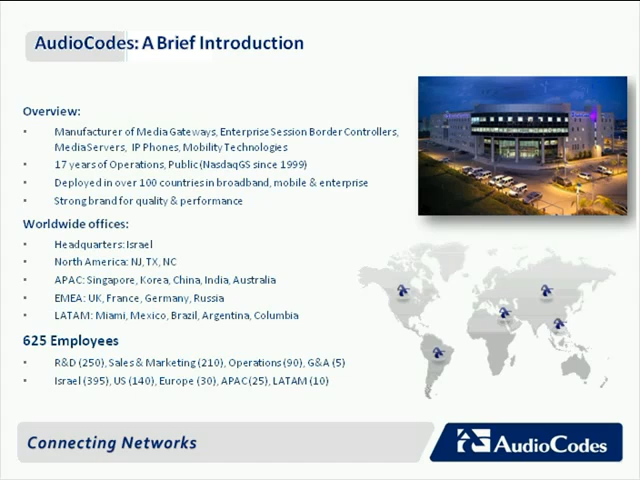 AudioCodes: A Brief Introduction
Overview:
• Manufacturer of Media Gateways, Enterprise Session Border Controllers,
Media Servers, IP Phones, Mobility Technologies
• 17 years of Operations, Public (NasdaqGS since 1999)
• Deployed in over 100 countries in broadband, mobile & enterprise
• Strong brand for quality & performance
Worldwide offices:
• Headquarters: Israel
• North America: NJ, TX, NC
• APAC: Singapore, Korea, China, India, Australia
• EMEA: UK, France, Germany, Russia
• LATAM: Miami, Mexico, Brazil, Argentina, Columbia
625 Employees
• R&D (250), Sales & Marketing (210), Operations (90), G&A (5)
• Israel (395), US (140), Europe (30), APAC (25), LATAM (10)
Connecting Networks
AudioCodes